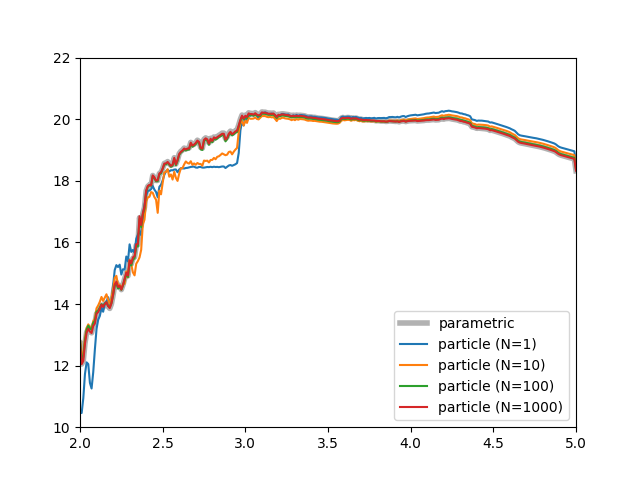 22
20
18
16
14
12
10
2.0 2.5 3.0 3.5 4.0 4.5 5.0
parametric
particle (N=1)
particle (N=10)
particle (N=100)
particle (N=1000)